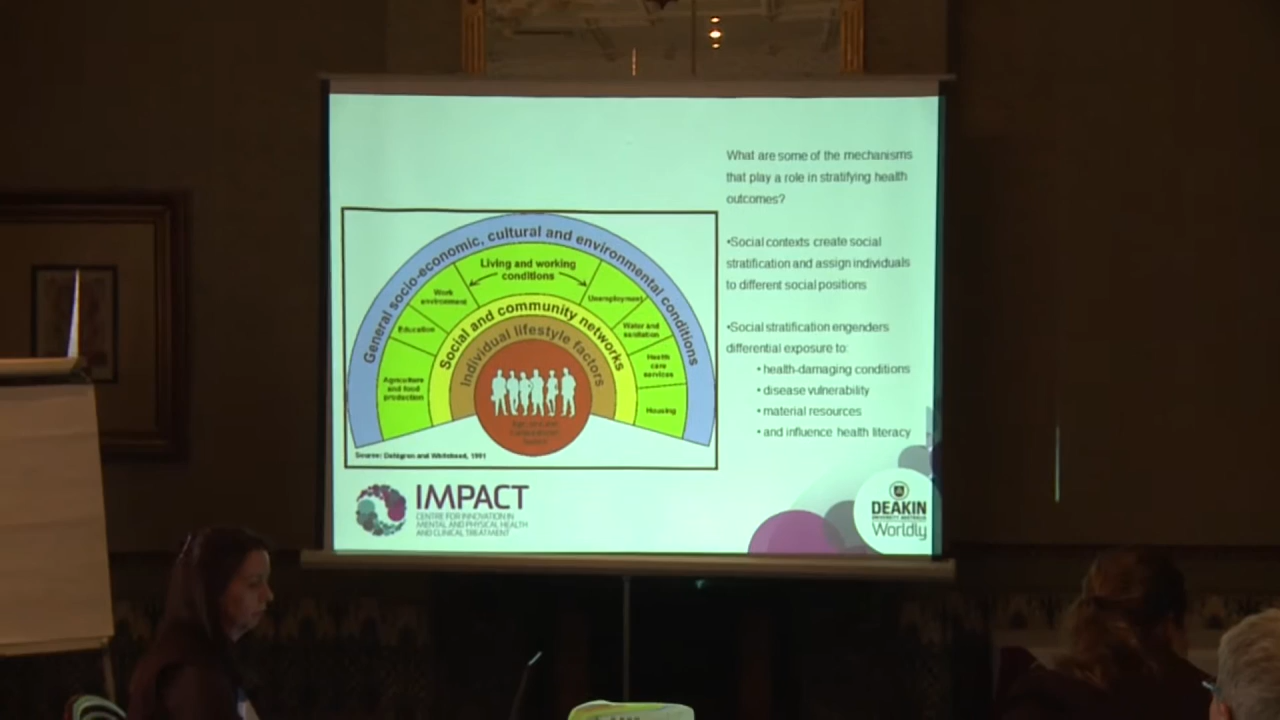 What are some of the mechanisms
that play a role in stratifying health
outcomes?
•Social contexts create social
stratification and assign individuals
to different social positions
•Social stratification engenders
differential exposure to:
• health-damaging conditions
• disease vulnerability
• material resources
• and influence health literacy
General socio-economic, cultural and environmental conditions
Living and working
conditions
Work
environment
Unemployment
Education
Water and
sanitation
Agriculture
and food
production
Health
care
services
Housing
Social and community networks
Individual lifestyle factors
Source: Dahlgren and Whitehead, 1991
IMPACT
CENTRE FOR INNOVATION IN
MENTAL AND PHYSICAL HEALTH
AND CLINICAL TREATMENT
DEAKIN
UNIVERSITY AUSTRALIA
Worldly